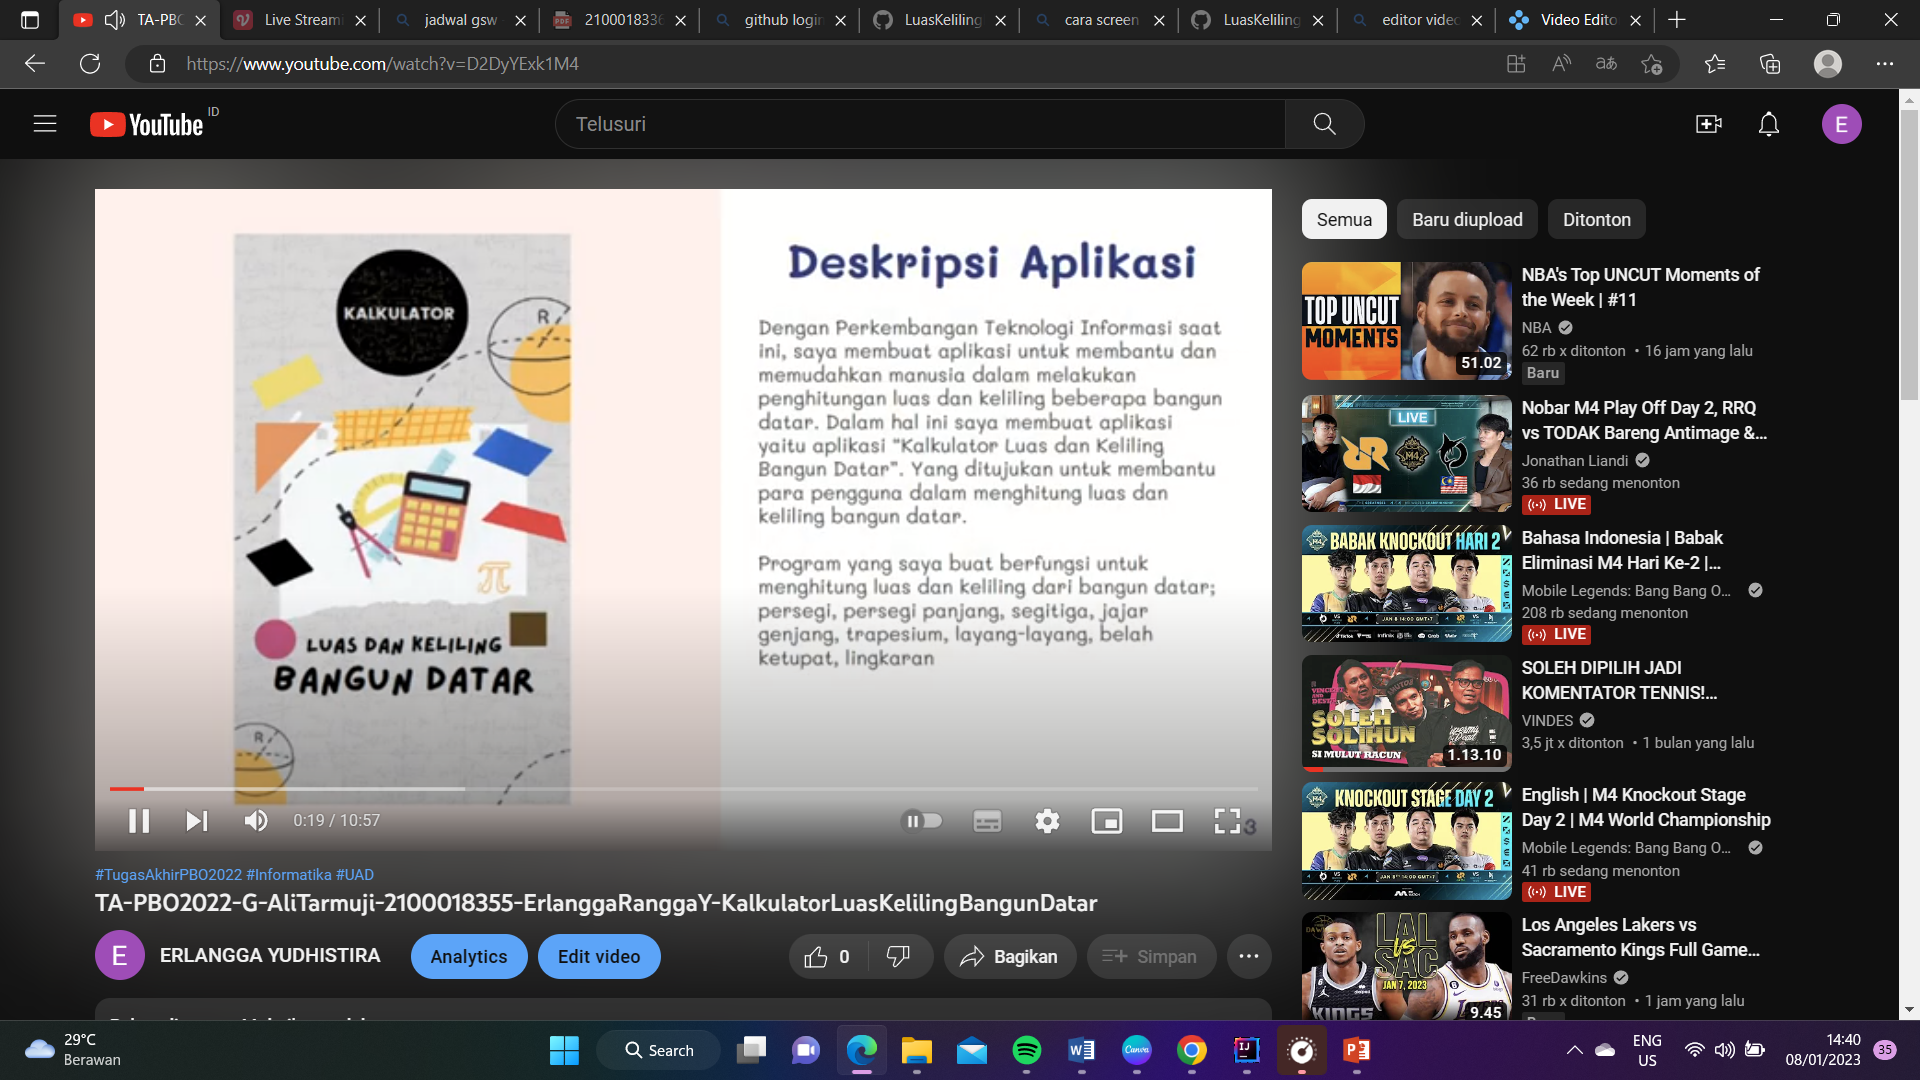 TA-PBO
Live Streami
jadwal gsw
2100018336
github login
LuasKeliling
cara screen
LuasKeliling
editor video
Video Edito
https://www.youtube.com/watch?v=D2DyYExk1M4
YouTube ID
Telusuri
E
KALKULATOR
R
R
π
LUAS DAN KELILING
BANGUN DATAR
Deskripsi Aplikasi
Dengan Perkembangan Teknologi Informasi saat
ini, saya membuat aplikasi untuk membantu dan
memudahkan manusia dalam melakukan
penghitungan luas dan keliling beberapa bangun
datar. Dalam hal ini saya membuat aplikasi
yaitu aplikasi "Kalkulator Luas dan Keliling
Bangun Datar". Yang ditujukan untuk membantu
para pengguna dalam menghitung luas dan
keliling bangun datar.
Program yang saya buat berfungsi untuk
menghitung luas dan keliling dari bangun datar;
persegi, persegi panjang, segitiga, jajar
genjang, trapesium, layang-layang, belah
ketupat, lingkaran
3
0:19 / 10:57
#TugasAkhirPBO2022 #Informatika #UAD
TA-PBO2022-G-AliTarmuji-2100018355-ErlanggaRanggaY-KalkulatorLuasKelilingBangunDatar
E
ERLANGGA YUDHISTIRA
Analytics
Edit video
0
Bagikan
Simpan
Semua
Baru diupload
Ditonton
TOP UNCUT
MOMENTS
51.02
NBA's Top UNCUT Moments of
the Week | #11
NBA
62 rb x ditonton • 16 jam yang lalu
Baru
LIVE
M4
Nobar M4 Play Off Day 2, RRQ
vs TODAK Bareng Antimage &...
Jonathan Liandi
36 rb sedang menonton
LIVE
BABAK KNOCKOUT HARI 2
Bahasa Indonesia | Babak
Eliminasi M4 Hari Ke-2 |...
Mobile Legends: Bang Bang O...
208 rb sedang menonton
LIVE
SOLEH
SOLIHUN
SI MULUT RACUN
1.13.10
SOLEH DIPILIH JADI
KOMENTATOR TENNIS!...
VINDES
3,5 jt x ditonton • 1 bulan yang lalu
KNOCKOUT STAGE DAY 2
English | M4 Knockout Stage
Day 2 | M4 World Championship
Mobile Legends: Bang Bang O...
41 rb sedang menonton
LIVE
LAL
VS
SAC
JAN 7, 2023
KINGS
9.45
Los Angeles Lakers vs
Sacramento Kings Full Game...
FreeDawkins
31 rb x ditonton • 1 jam yang lalu
29°C
Berawan
Search
ENG
US
14:40
08/01/2023
35